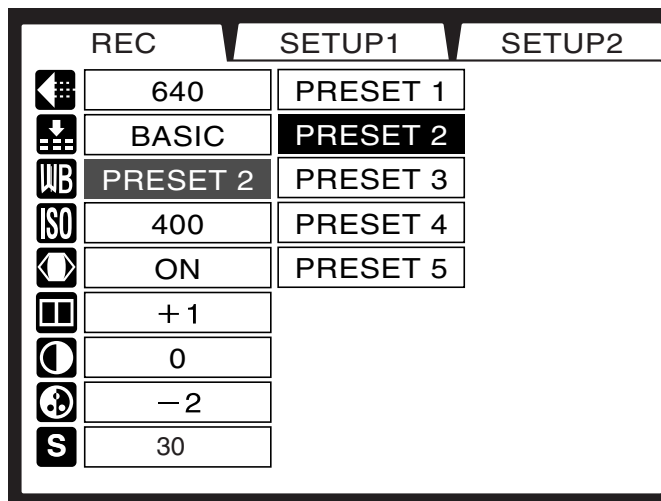 REC SETUP1 SETUP2
640 PRESET 1
BASIC PRESET 2
WB PRESET 2 PRESET 3
ISO 400 PRESET 4
ON PRESET 5
+1
0
−2
S 30